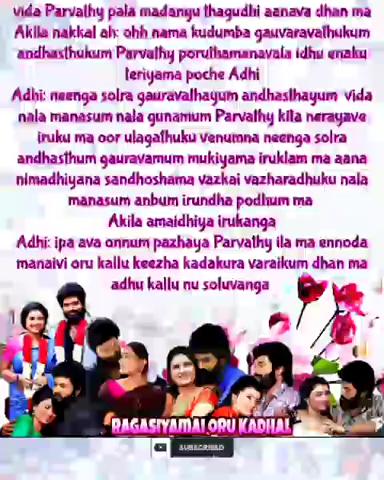 vida Parvathy pala madangu thagudhi aanava dhan ma
Akila nakkal ah: ohh nama kudumba gauvaravathukum
andhasthukum Parvathy poruthamanavala idhu enaku
teriyama poche Adhi
Adhi: neenga solra gauravathayum andhasthayum vida
nala manasum nala gunamum Parvathy kita nerayave
iruku ma oor ulagathuku venumna neenga solra
andhasthum gauravamum mukiyama iruklam ma aana
nimadhiyana sandhoshama vazkai vazharadhuku nala
manasum anbum irundha podhum ma
Akila amaidhiya irukanga
Adhi: ipa ava onnum pazhaya Parvathy ila ma ennoda
manaivi oru kallu keezha kadakura varaikum dhan ma
adhu kallu nu soluvanga
RAGASIYAMAI ORU KADHAL
SUBSCRIBED